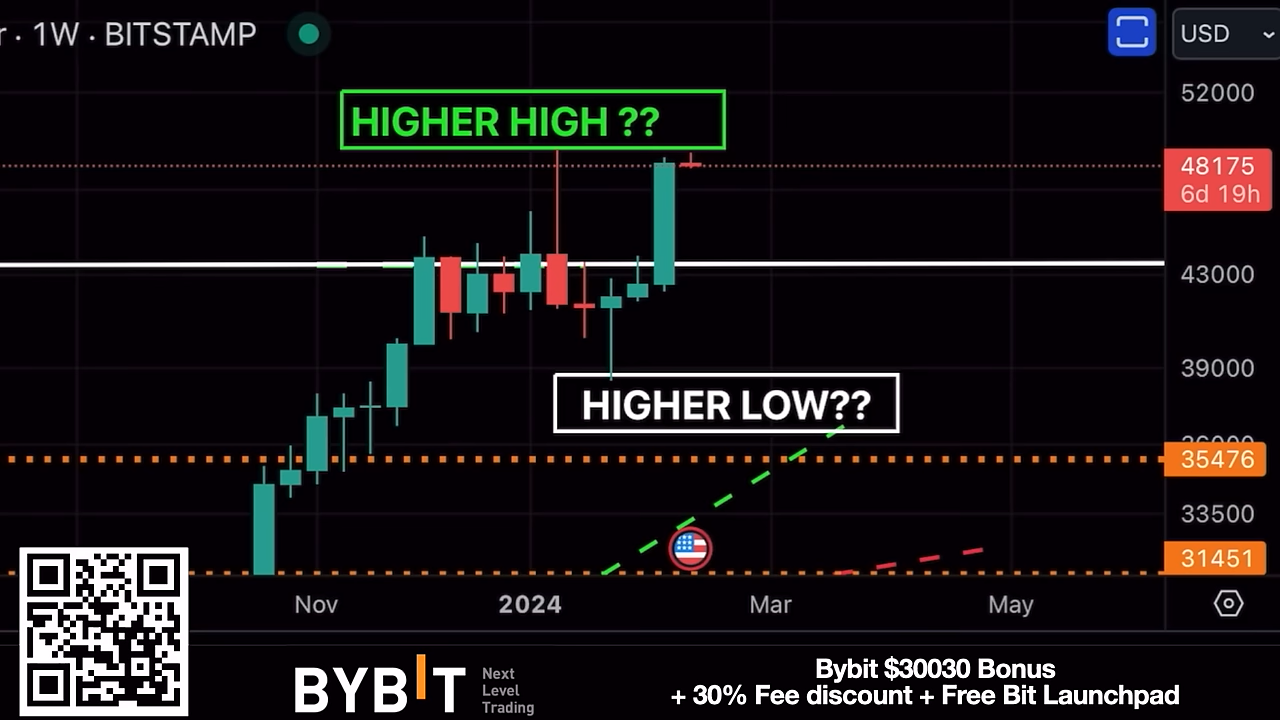 r · 1W · BITSTAMP
USD
52000
HIGHER HIGH ??
48175
6d 19h
43000
39000
HIGHER LOW??
36000
35476
33500
31451
Nov
2024
Mar
May
BYBIT
Next
Level
Trading
Bybit $30030 Bonus
+ 30% Fee discount + Free Bit Launchpad